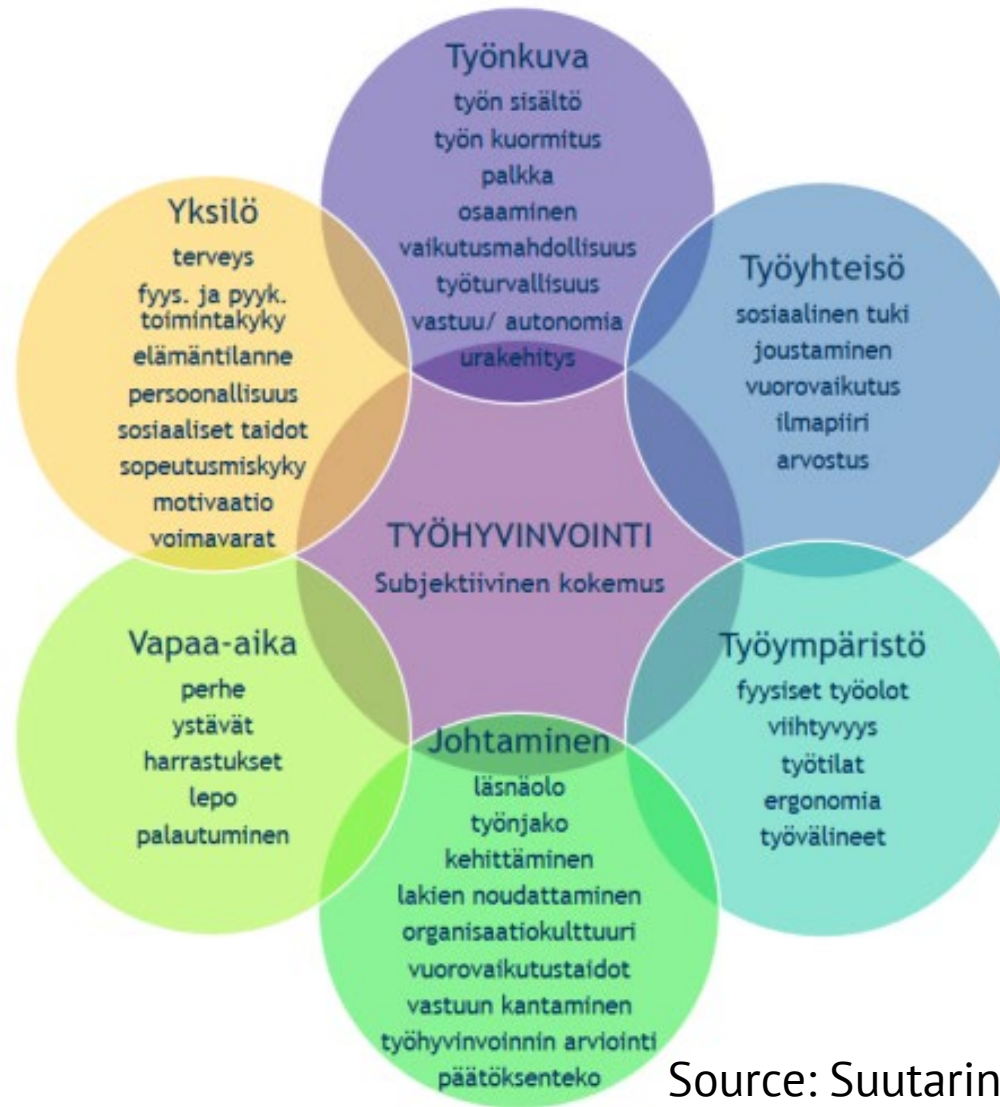 Työnkuva
työn sisältö
työn kuormitus
palkka
osaaminen
vaikutusmahdollisuus
työturvallisuus
vastuu/ autonomia
urakehitys
Yksilö
terveys
fyys. ja pyyk.
toimintakyky
elämäntilanne
persoonallisuus
sosiaaliset taidot
sopeutusmiskyky
motivaatio
voimavarat
Työyhteisö
sosiaalinen tuki
joustaminen
vuorovaikutus
ilmapiiri
arvostus
TYÖHYVINVOINTI
Subjektiivinen kokemus
Vapaa-aika
perhe
ystävät
harrastukset
lepo
palautuminen
Työympäristö
fyysiset työolot
viihtyvyys
työtilat
ergonomia
työvälineet
Johtaminen
läsnäolo
työnjako
kehittäminen
lakien noudattaminen
organisaatiokulttuuri
vuorovaikutustaidot
vastuun kantaminen
työhyvinvoinnin arviointi
päätöksenteko
Source: Suutarin